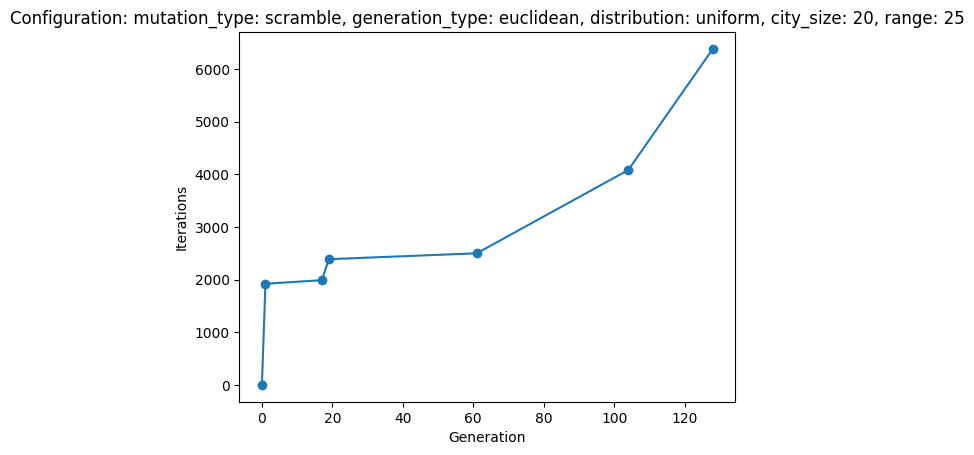 Configuration: mutation_type: scramble, generation_type: euclidean, distribution: uniform, city_size: 20, range: 25
6000
5000
4000
3000
2000
1000
0
Iterations
0 20 40 60 80 100 120
Generation